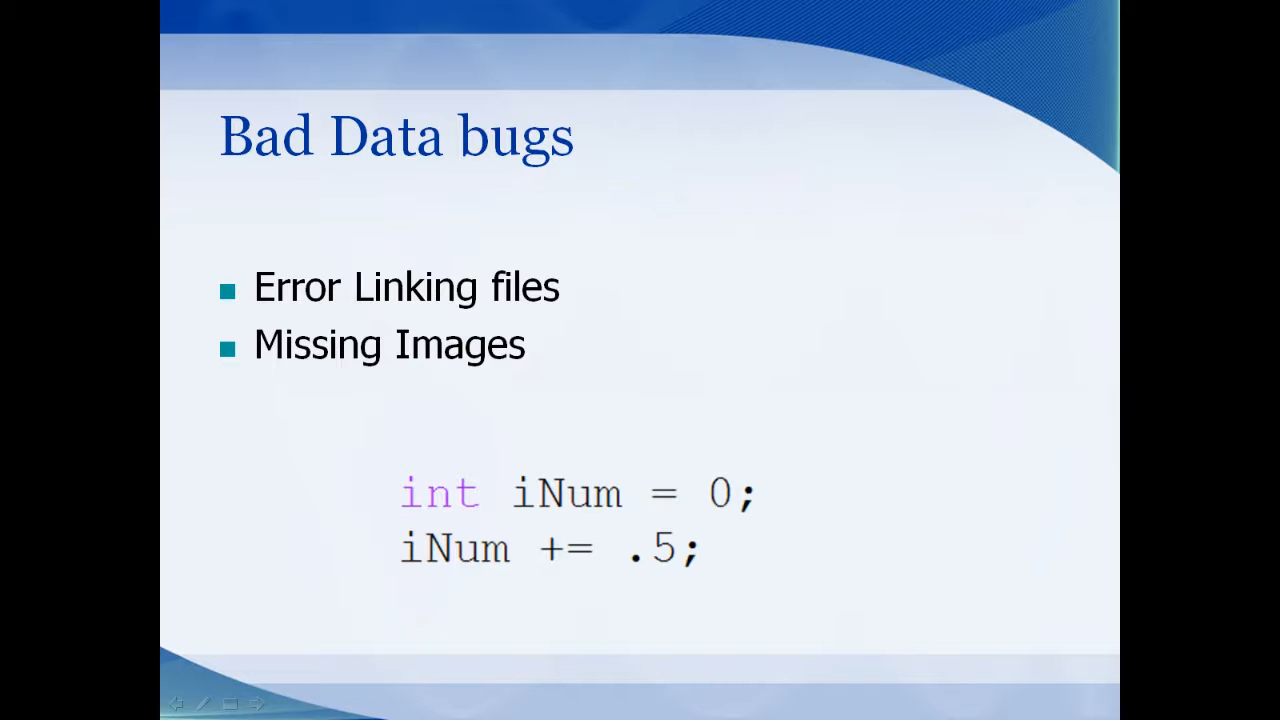 Bad Data bugs
Error Linking files
Missing Images
int iNum = 0;
iNum += .5;